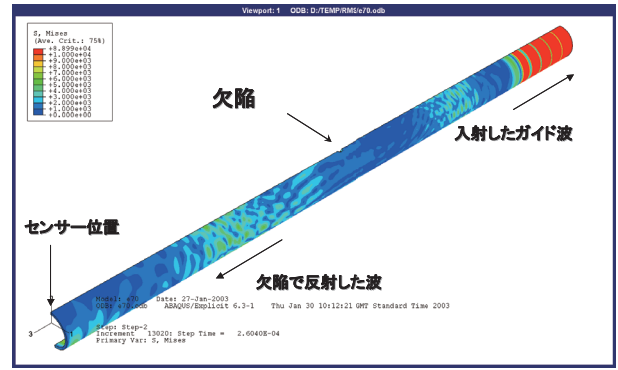 Viewport: 1 ODB: D:/TEMP/RMS/e70.odb
S, Mises
(Ave. Crit.: 75%)
+8.899e+04
+1.000e+04
+9.000e+03
+8.000e+03
+7.000e+03
+6.000e+03
+5.000e+03
+4.000e+03
+3.000e+03
+2.000e+03
+1.000e+03
+0.000e+00
欠陥
入射したガイド波
センサー位置
欠陥で反射した波
3
1
Model: e70 Date: 27-Jan-2003
ODB: e70.odb ABAQUS/Explicit 6.3-1 Thu Jan 30 10:12:21 GMT Standard Time 2003
Step: Step-2
Increment 13020: Step Time = 2.6040E-04
Primary Var: S, Mises